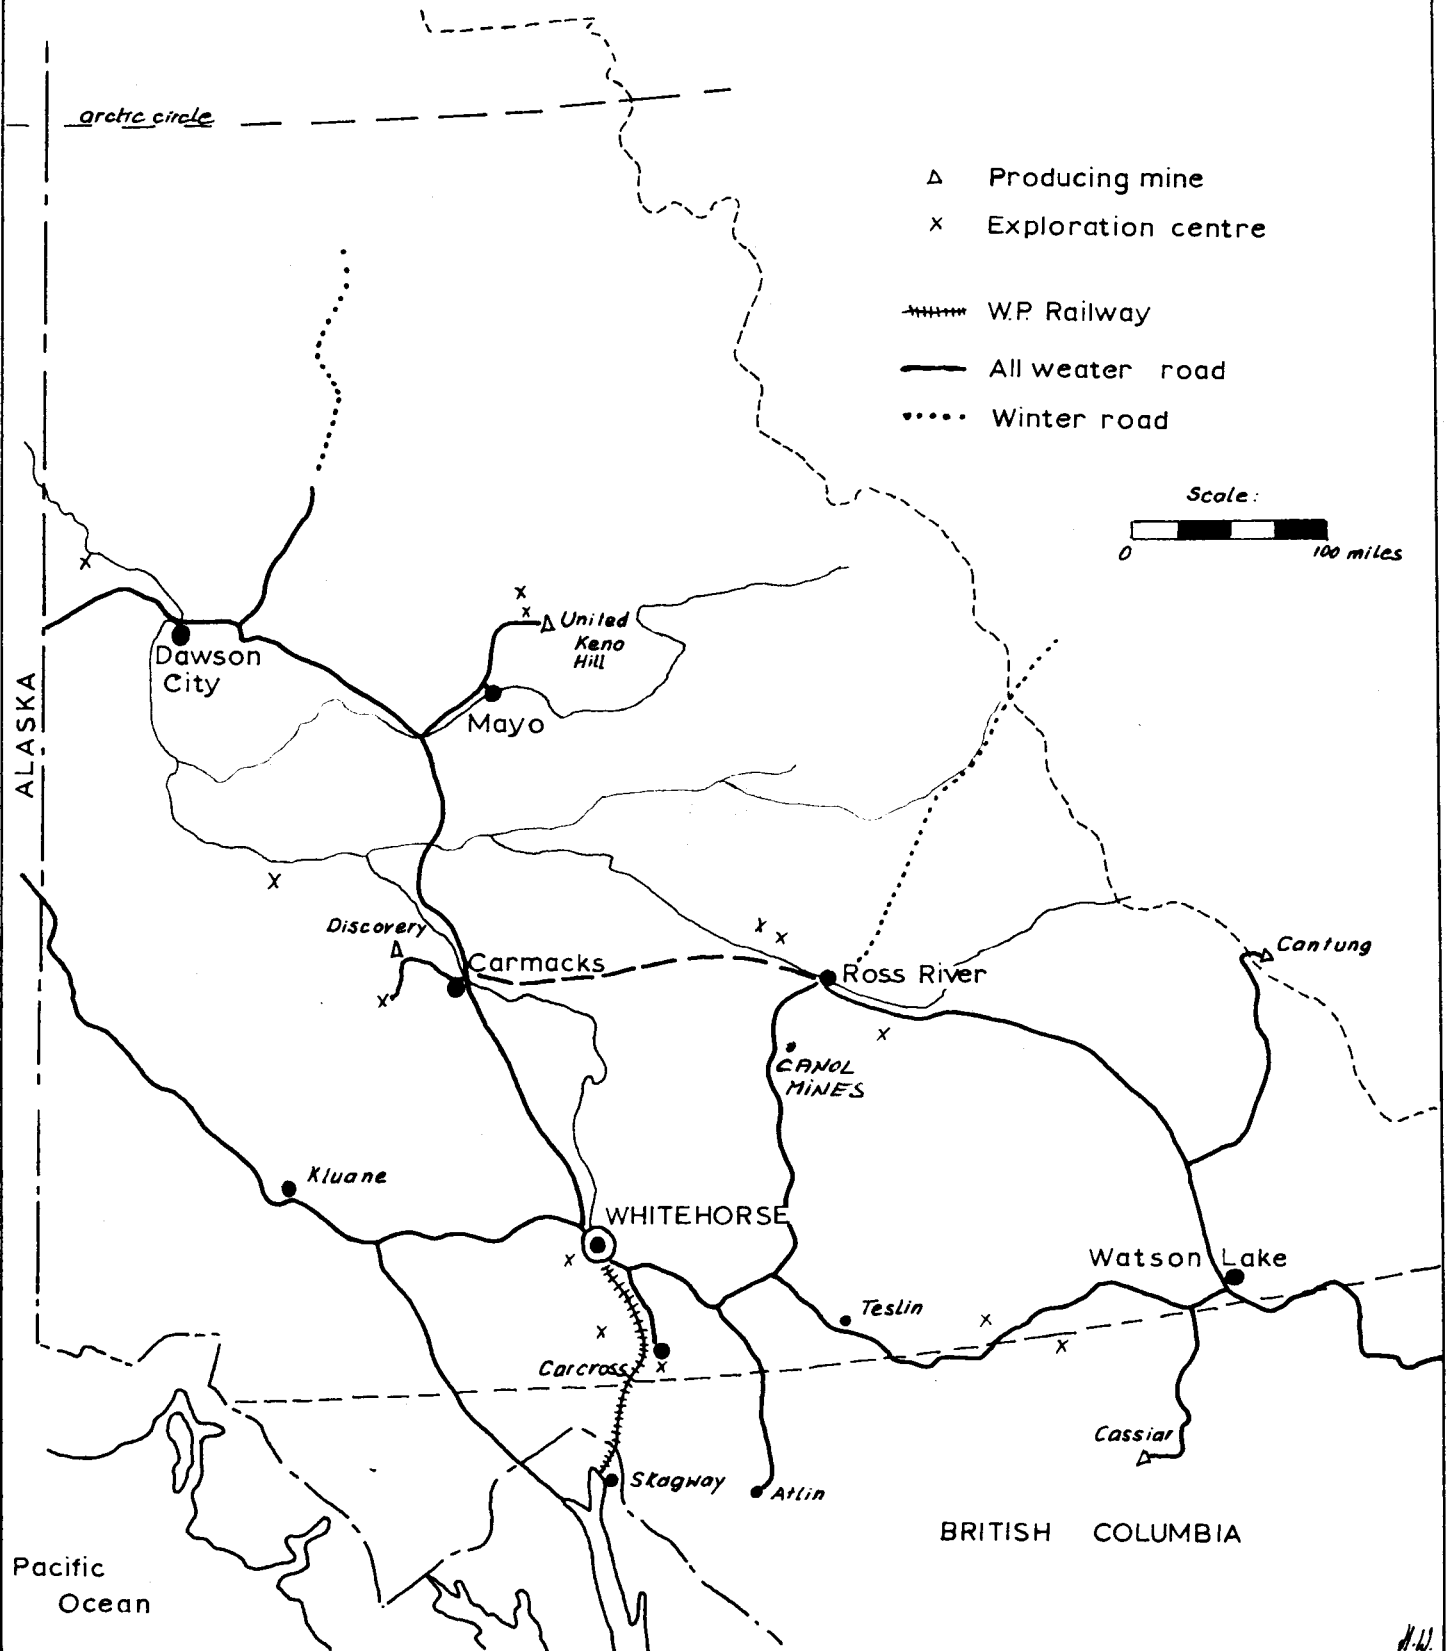 arctic circle
Producing mine
Exploration centre
W.P. Railway
All weater road
Winter road
Scale:
0
100 miles
United
Keno
Hill
Dawson
City
Mayo
ALASKA
Discovery
Carmacks
Ross River
Cantung
CANOL
MINES
Kluane
WHITEHORSE
Watson Lake
Teslin
Carcross
Cassiar
Skagway
Atlin
BRITISH COLUMBIA
Pacific
Ocean
H.W.